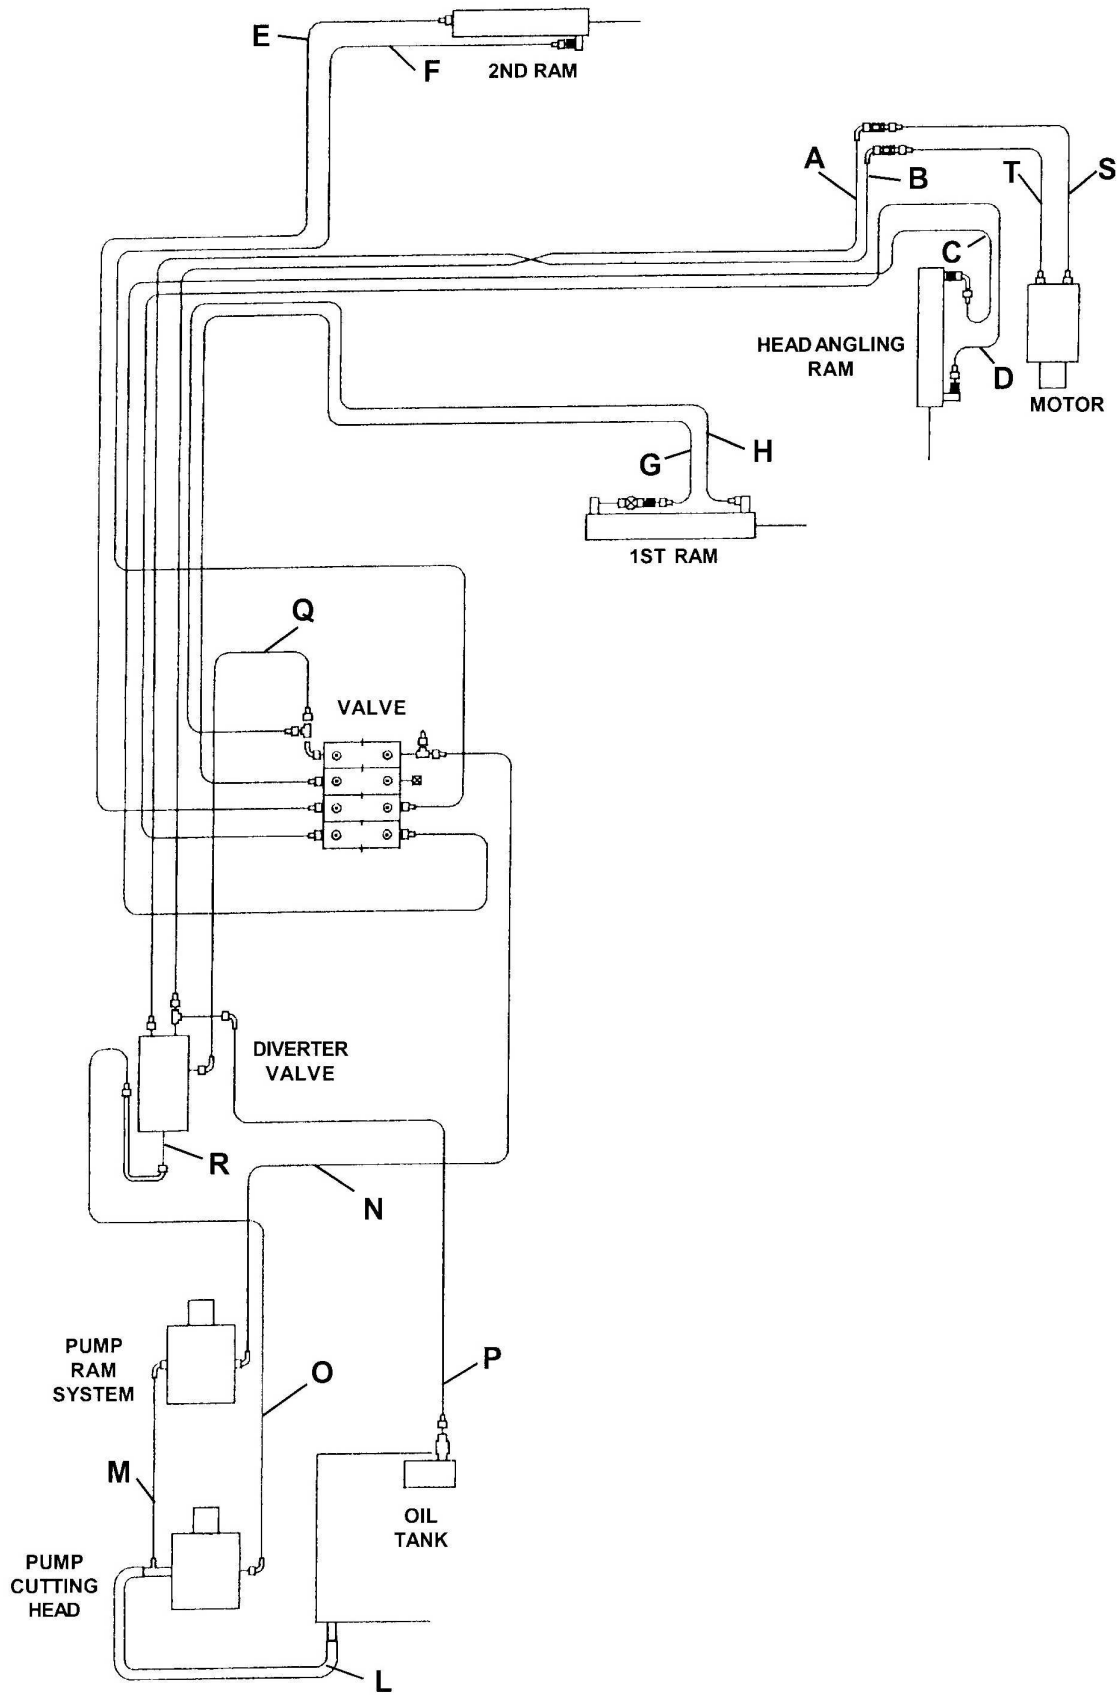 E
F
2ND RAM
A
B
T
S
C
HEAD ANGLING
RAM
D
MOTOR
G
H
1ST RAM
Q
VALVE
DIVERTER
VALVE
R
N
PUMP
RAM
SYSTEM
O
P
M
OIL
TANK
PUMP
CUTTING
HEAD
L